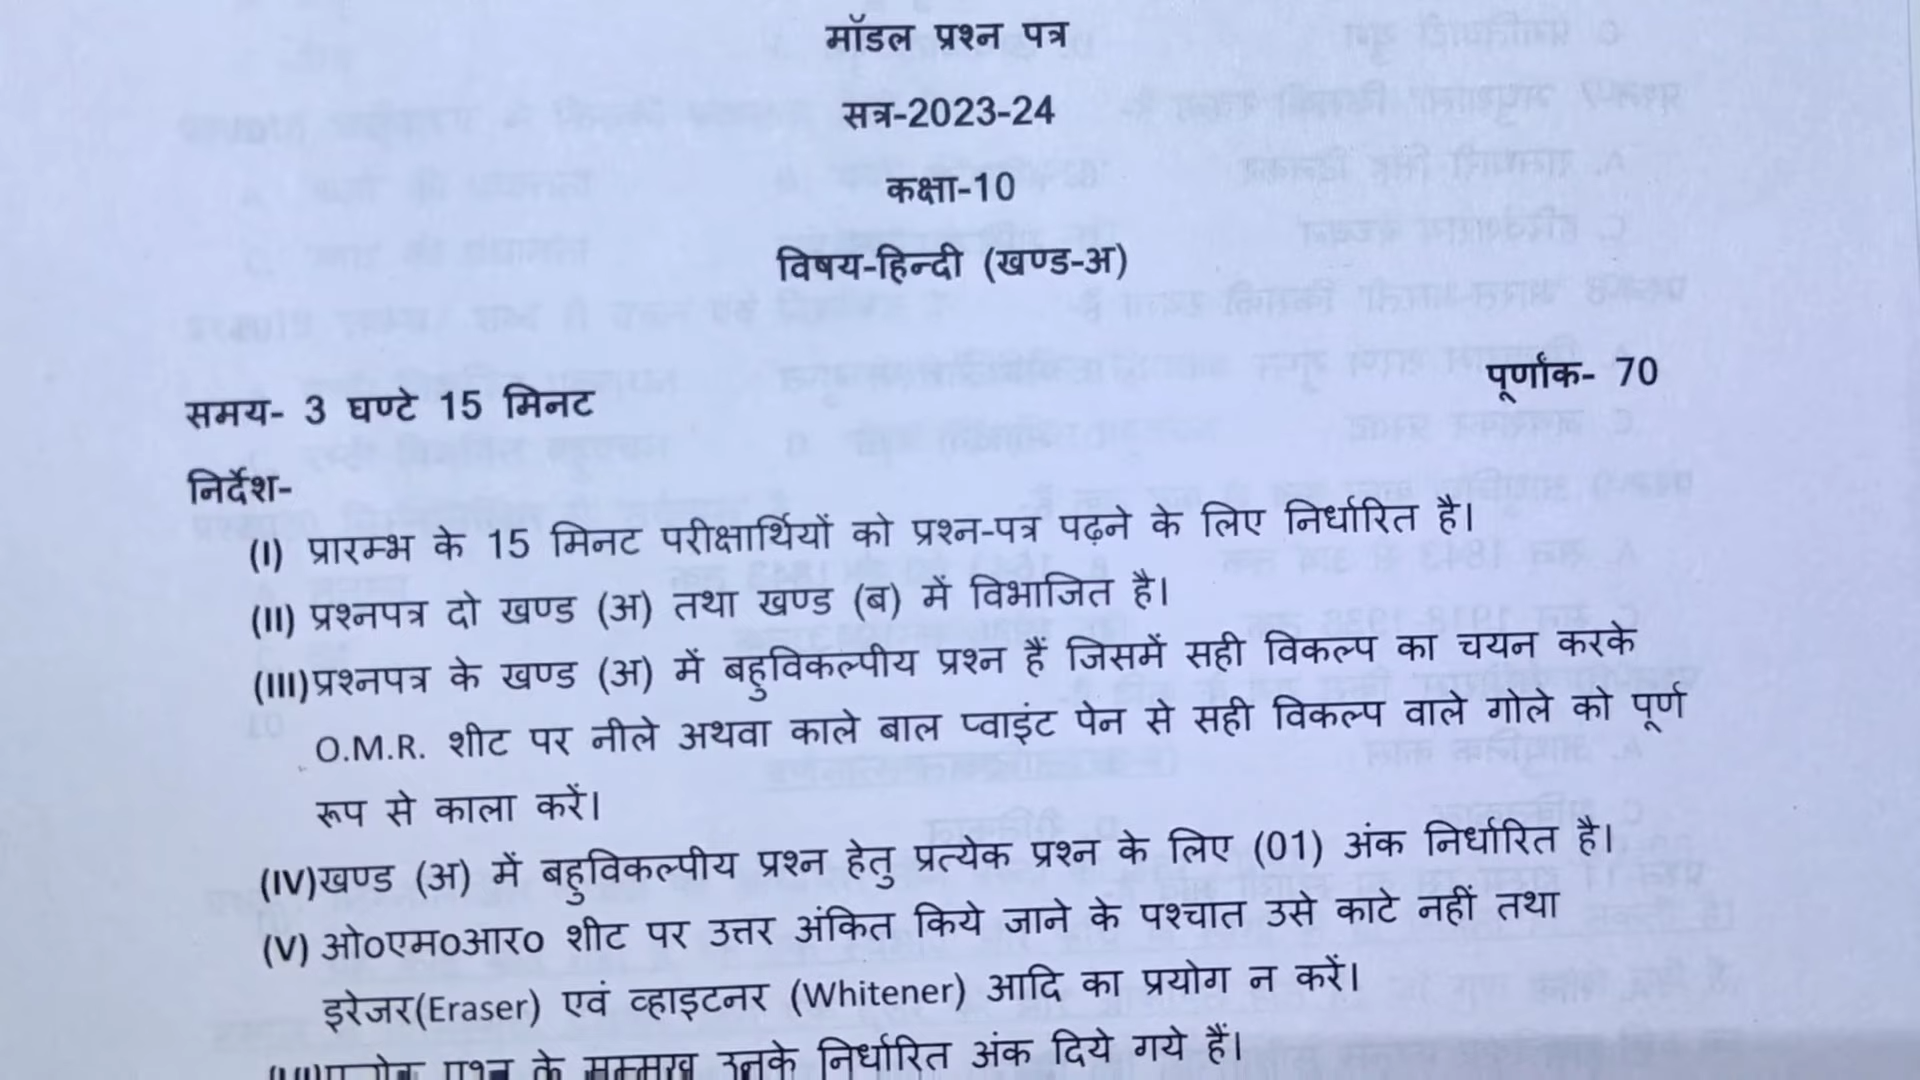 मॉडल प्रश्न पत्र
सत्र-2023-24
कक्षा-10
विषय-हिन्दी (खण्ड-अ)
समय- 3 घण्टे 15 मिनट पूर्णांक- 70
निर्देश-
(I) प्रारम्भ के 15 मिनट परीक्षार्थियों को प्रश्न-पत्र पढ़ने के लिए निर्धारित है।
(II) प्रश्नपत्र दो खण्ड (अ) तथा खण्ड (ब) में विभाजित है।
(III)प्रश्नपत्र के खण्ड (अ) में बहुविकल्पीय प्रश्न हैं जिसमें सही विकल्प का चयन करके
O.M.R. शीट पर नीले अथवा काले बाल प्वाइंट पेन से सही विकल्प वाले गोले को पूर्ण
रूप से काला करें।
(IV)खण्ड (अ) में बहुविकल्पीय प्रश्न हेतु प्रत्येक प्रश्न के लिए (01) अंक निर्धारित है।
(V) ओ०एम०आर० शीट पर उत्तर अंकित किये जाने के पश्चात उसे काटे नहीं तथा
इरेजर(Eraser) एवं व्हाइटनर (Whitener) आदि का प्रयोग न करें।
प्रश्न के सम्मुख उनके निर्धारित अंक दिये गये हैं।